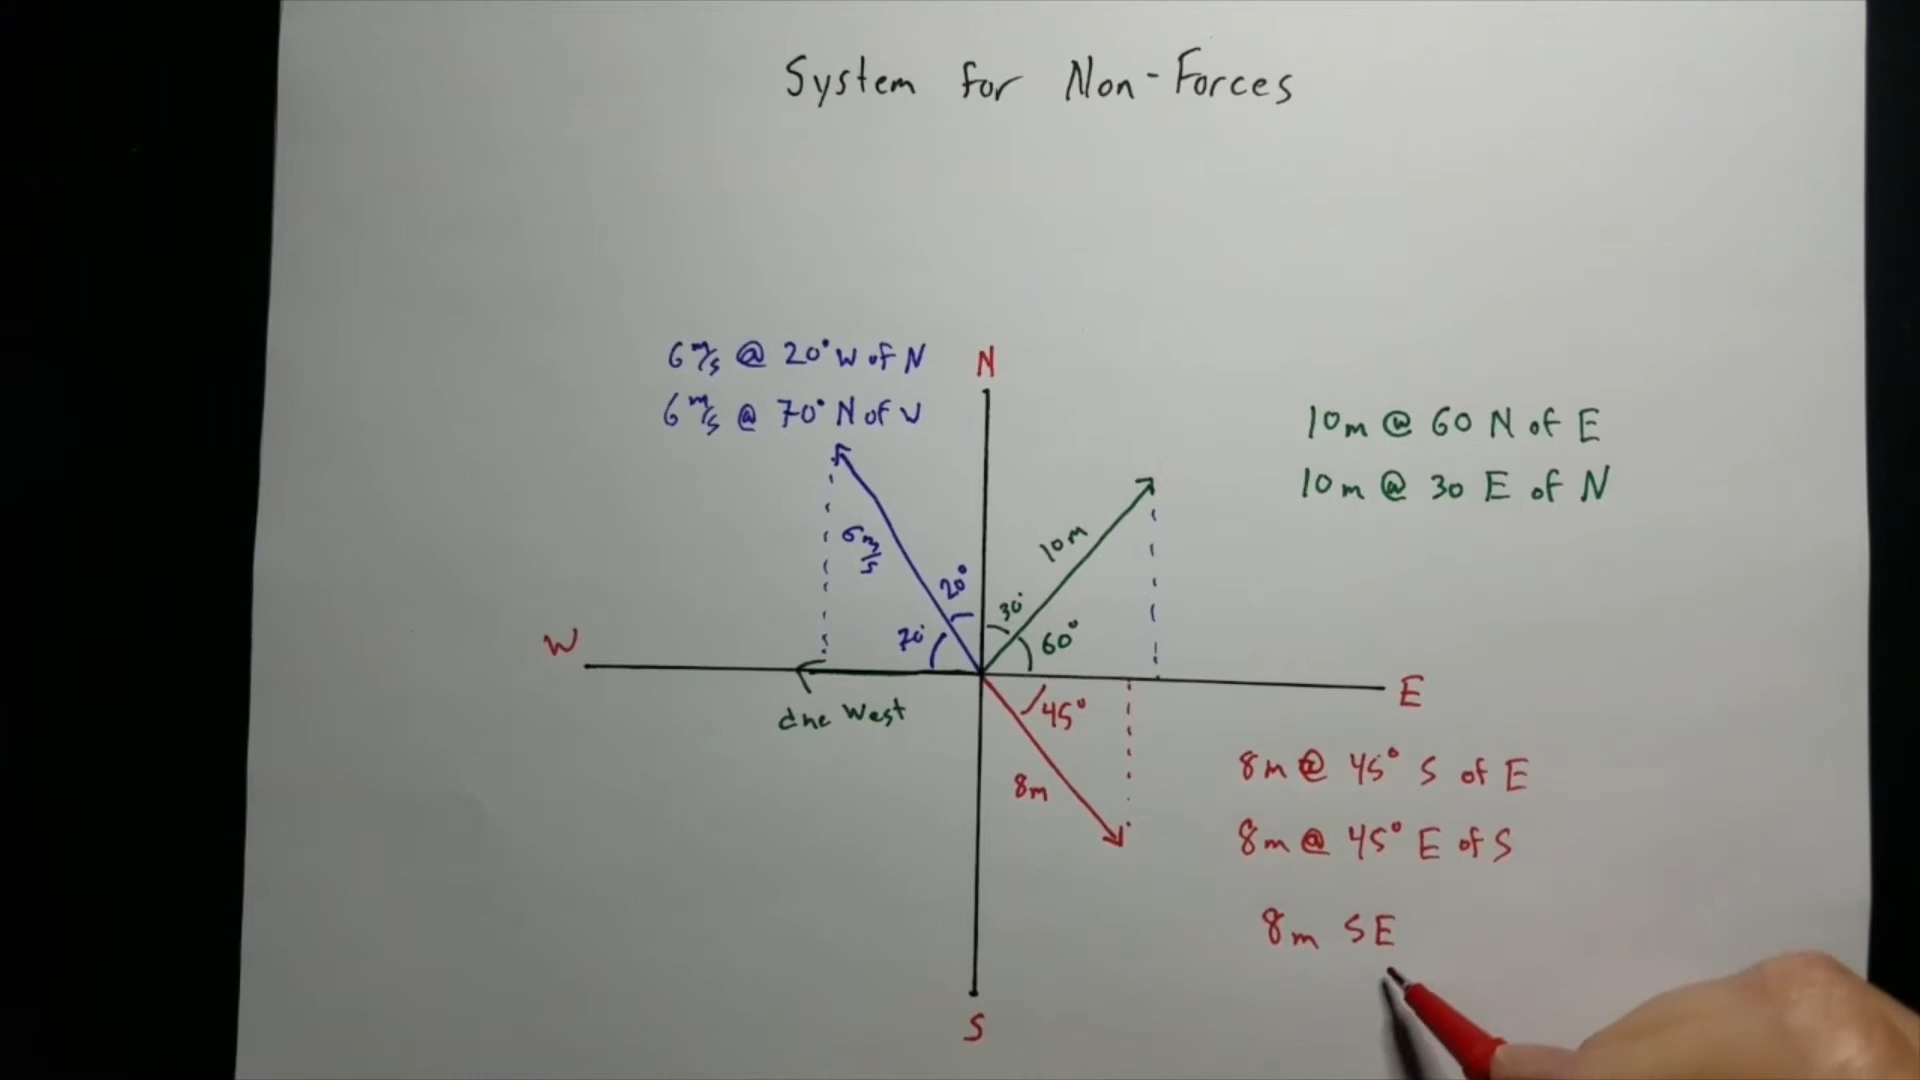 System for Non-Forces
6 m/s @ 20° W of N
6 m/s @ 70° N of W
N
10m @ 60 N of E
10m @ 30 E of N
6 m/s
10m
20°
30°
70°
60°
W
E
due West
45°
8m
8m @ 45° S of E
8m @ 45° E of S
8m SE
S